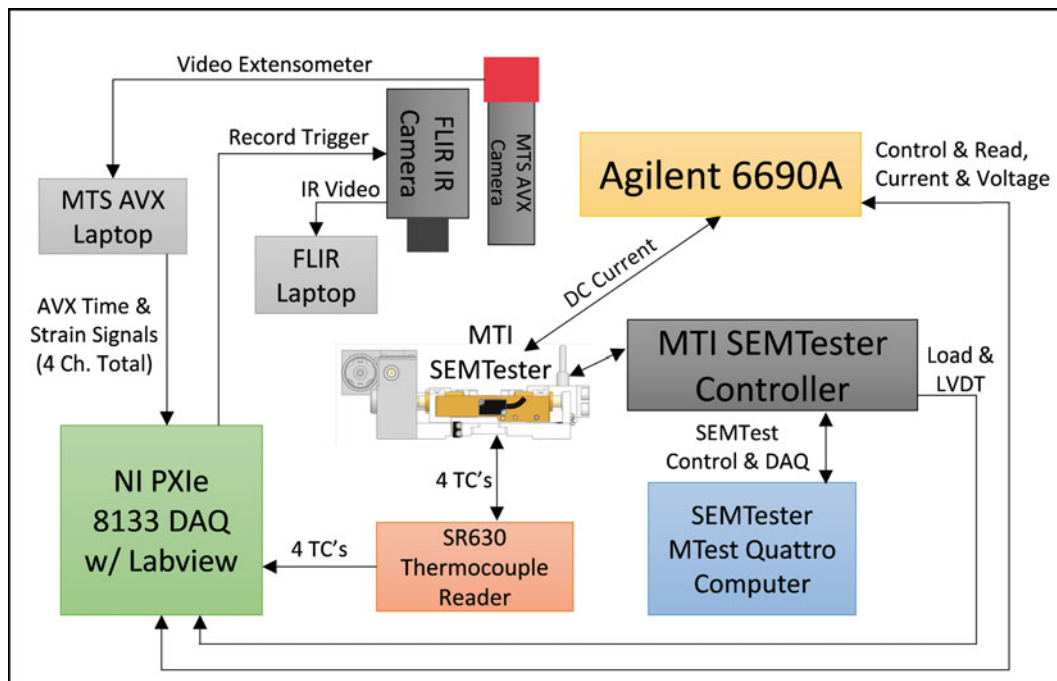 Video Extensometer
Record Trigger
FLIR IR
Camera
MTS AVX
Camera
IR Video
MTS AVX
Laptop
FLIR
Laptop
Agilent 6690A
Control & Read,
Current & Voltage
DC Current
AVX Time &
Strain Signals
(4 Ch. Total)
MTI
SEMTester
MTI SEMTester
Controller
Load &
LVDT
SEMTest
Control & DAQ
4 TC's
NI PXIe
8133 DAQ
w/ Labview
4 TC's
SR630
Thermocouple
Reader
SEMTester
MTest Quattro
Computer